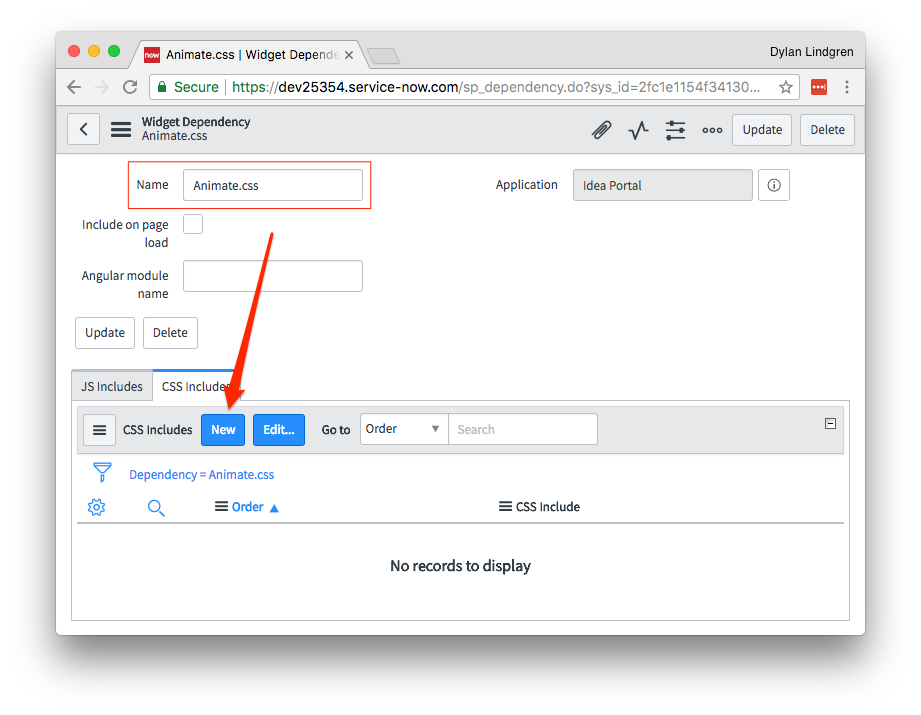 new Animate.css | Widget Depende
Dylan Lindgren
Secure https://dev25354.service-now.com/sp_dependency.do?sys_id=2fc1e1154f34130...
Widget Dependency
Animate.css
Update
Delete
Name
Animate.css
Application
Idea Portal
Include on page
load
Angular module
name
Update
Delete
JS Includes
CSS Includes
CSS Includes
New
Edit...
Go to
Order
Search
Dependency = Animate.css
Order
CSS Include
No records to display